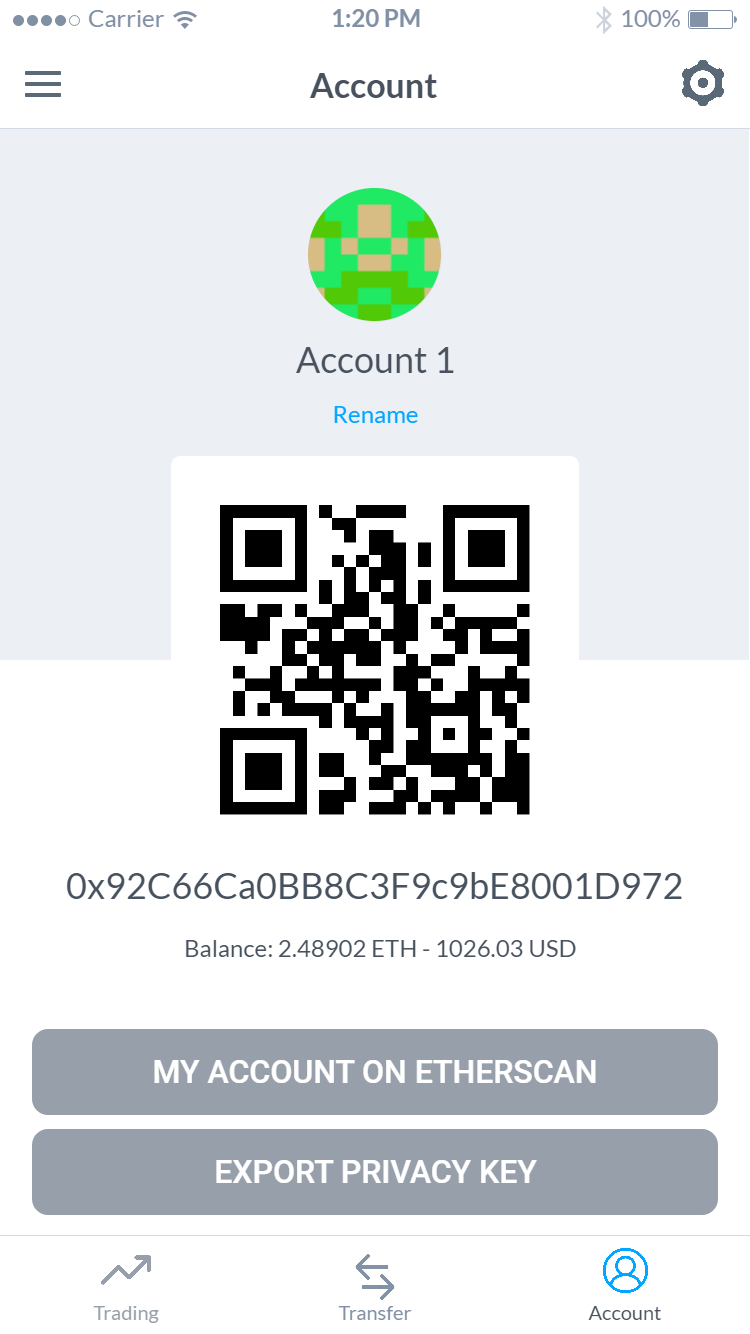 Carrier 1:20 PM 100%
Account
Account 1
Rename
0x92C66Ca0BB8C3F9c9bE8001D972
Balance: 2.48902 ETH - 1026.03 USD
MY ACCOUNT ON ETHERSCAN
EXPORT PRIVACY KEY
Trading Transfer Account